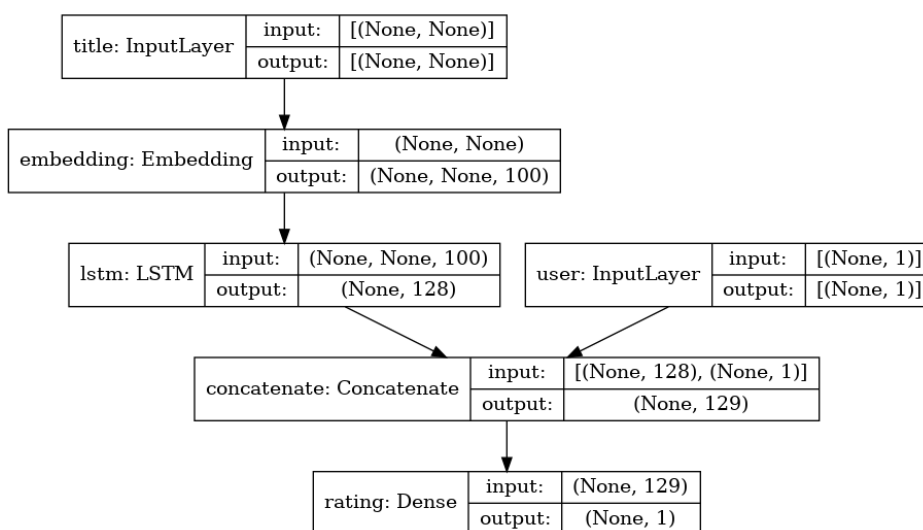 title: InputLayer
input: [(None, None)]
output: [(None, None)]
embedding: Embedding
input: (None, None)
output: (None, None, 100)
lstm: LSTM
input: (None, None, 100)
output: (None, 128)
user: InputLayer
input: [(None, 1)]
output: [(None, 1)]
concatenate: Concatenate
input: [(None, 128), (None, 1)]
output: (None, 129)
rating: Dense
input: (None, 129)
output: (None, 1)